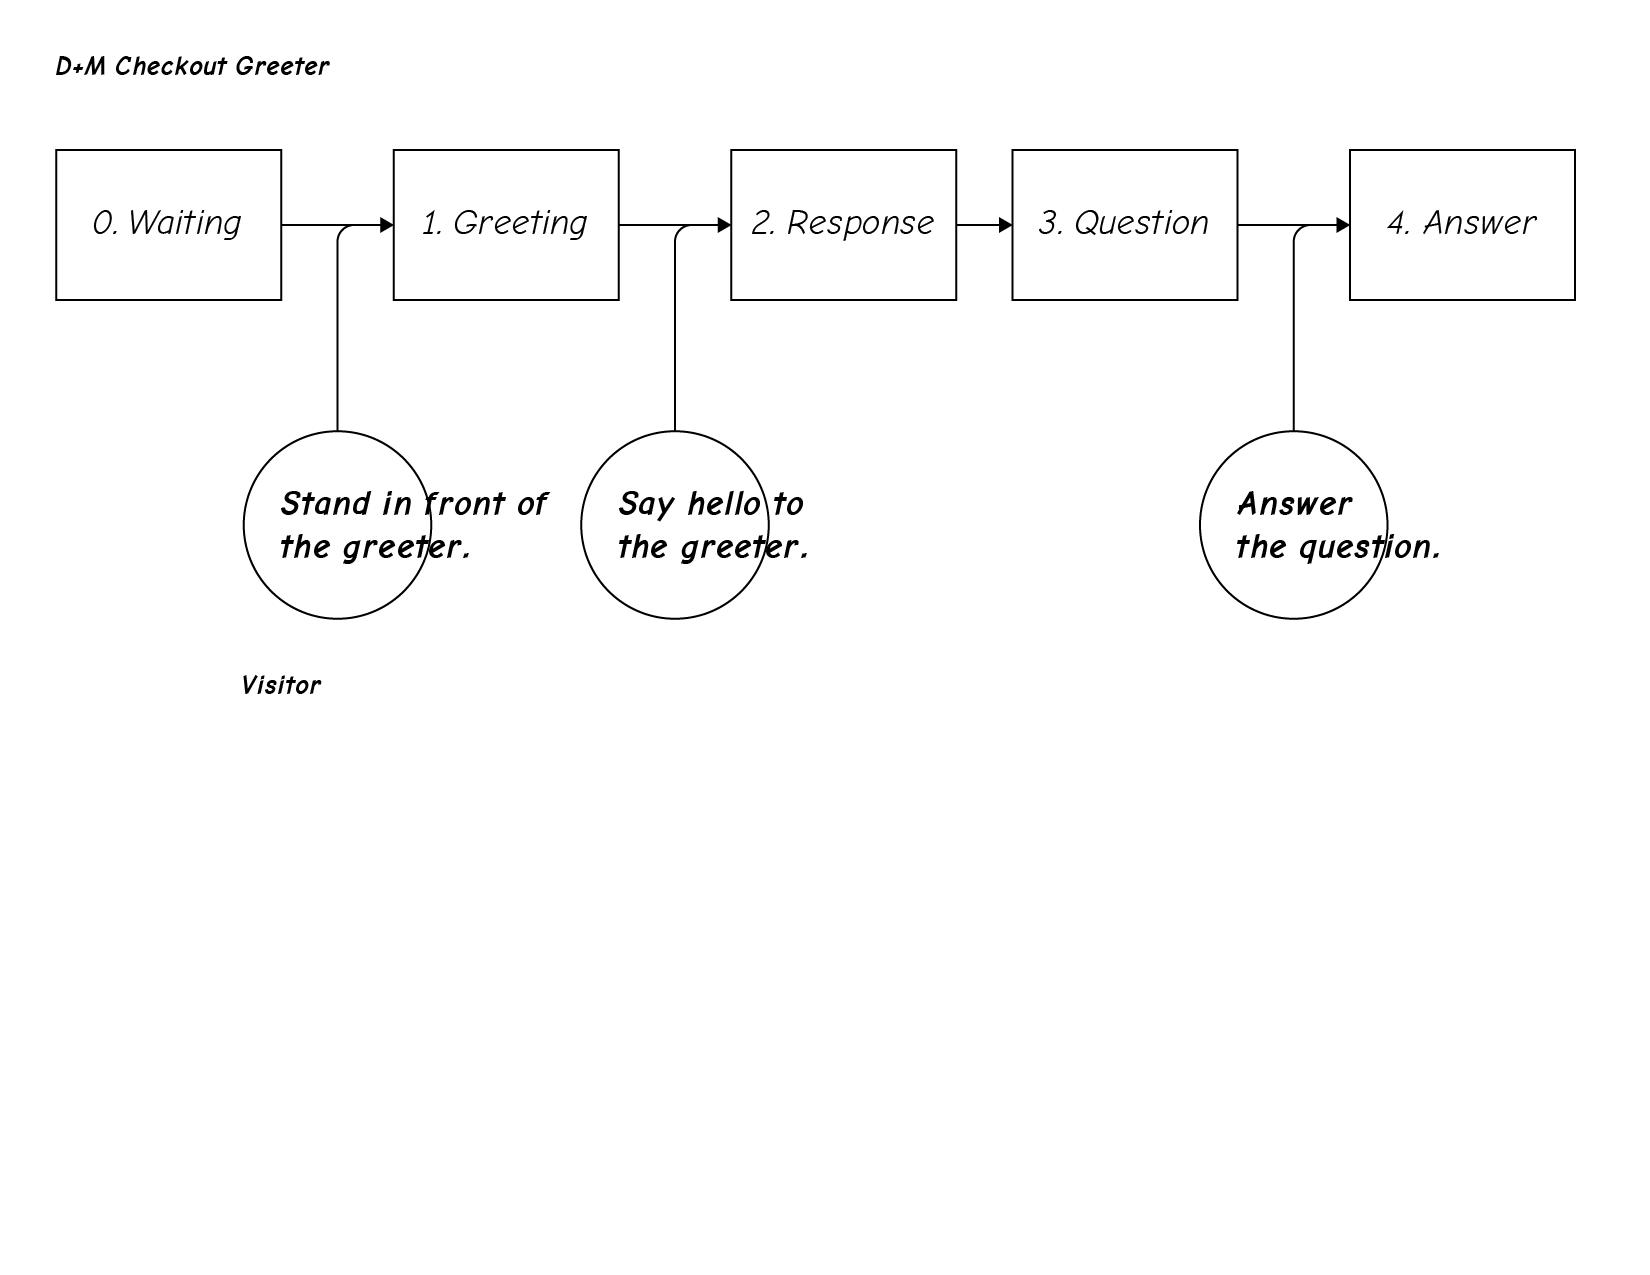 D+M Checkout Greeter
0. Waiting
1. Greeting
2. Response
3. Question
4. Answer
Stand in front of
the greeter.
Say hello to
the greeter.
Answer
the question.
Visitor